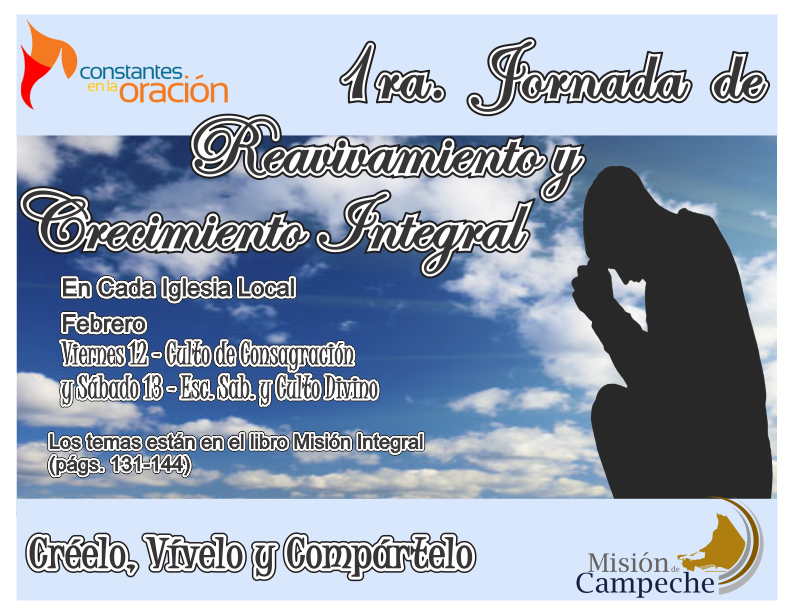 constantes
en la oración
1ra. Jornada de
Reavivamiento y
Crecimiento Integral
En Cada Iglesia Local
Febrero
Viernes 12 - Culto de Consagración
y Sábado 13 - Esc. Sab. y Culto Divino
Los temas están en el libro Misión Integral
(págs. 131-144)
Créelo, Vívelo y Compártelo
Misión de
Campeche